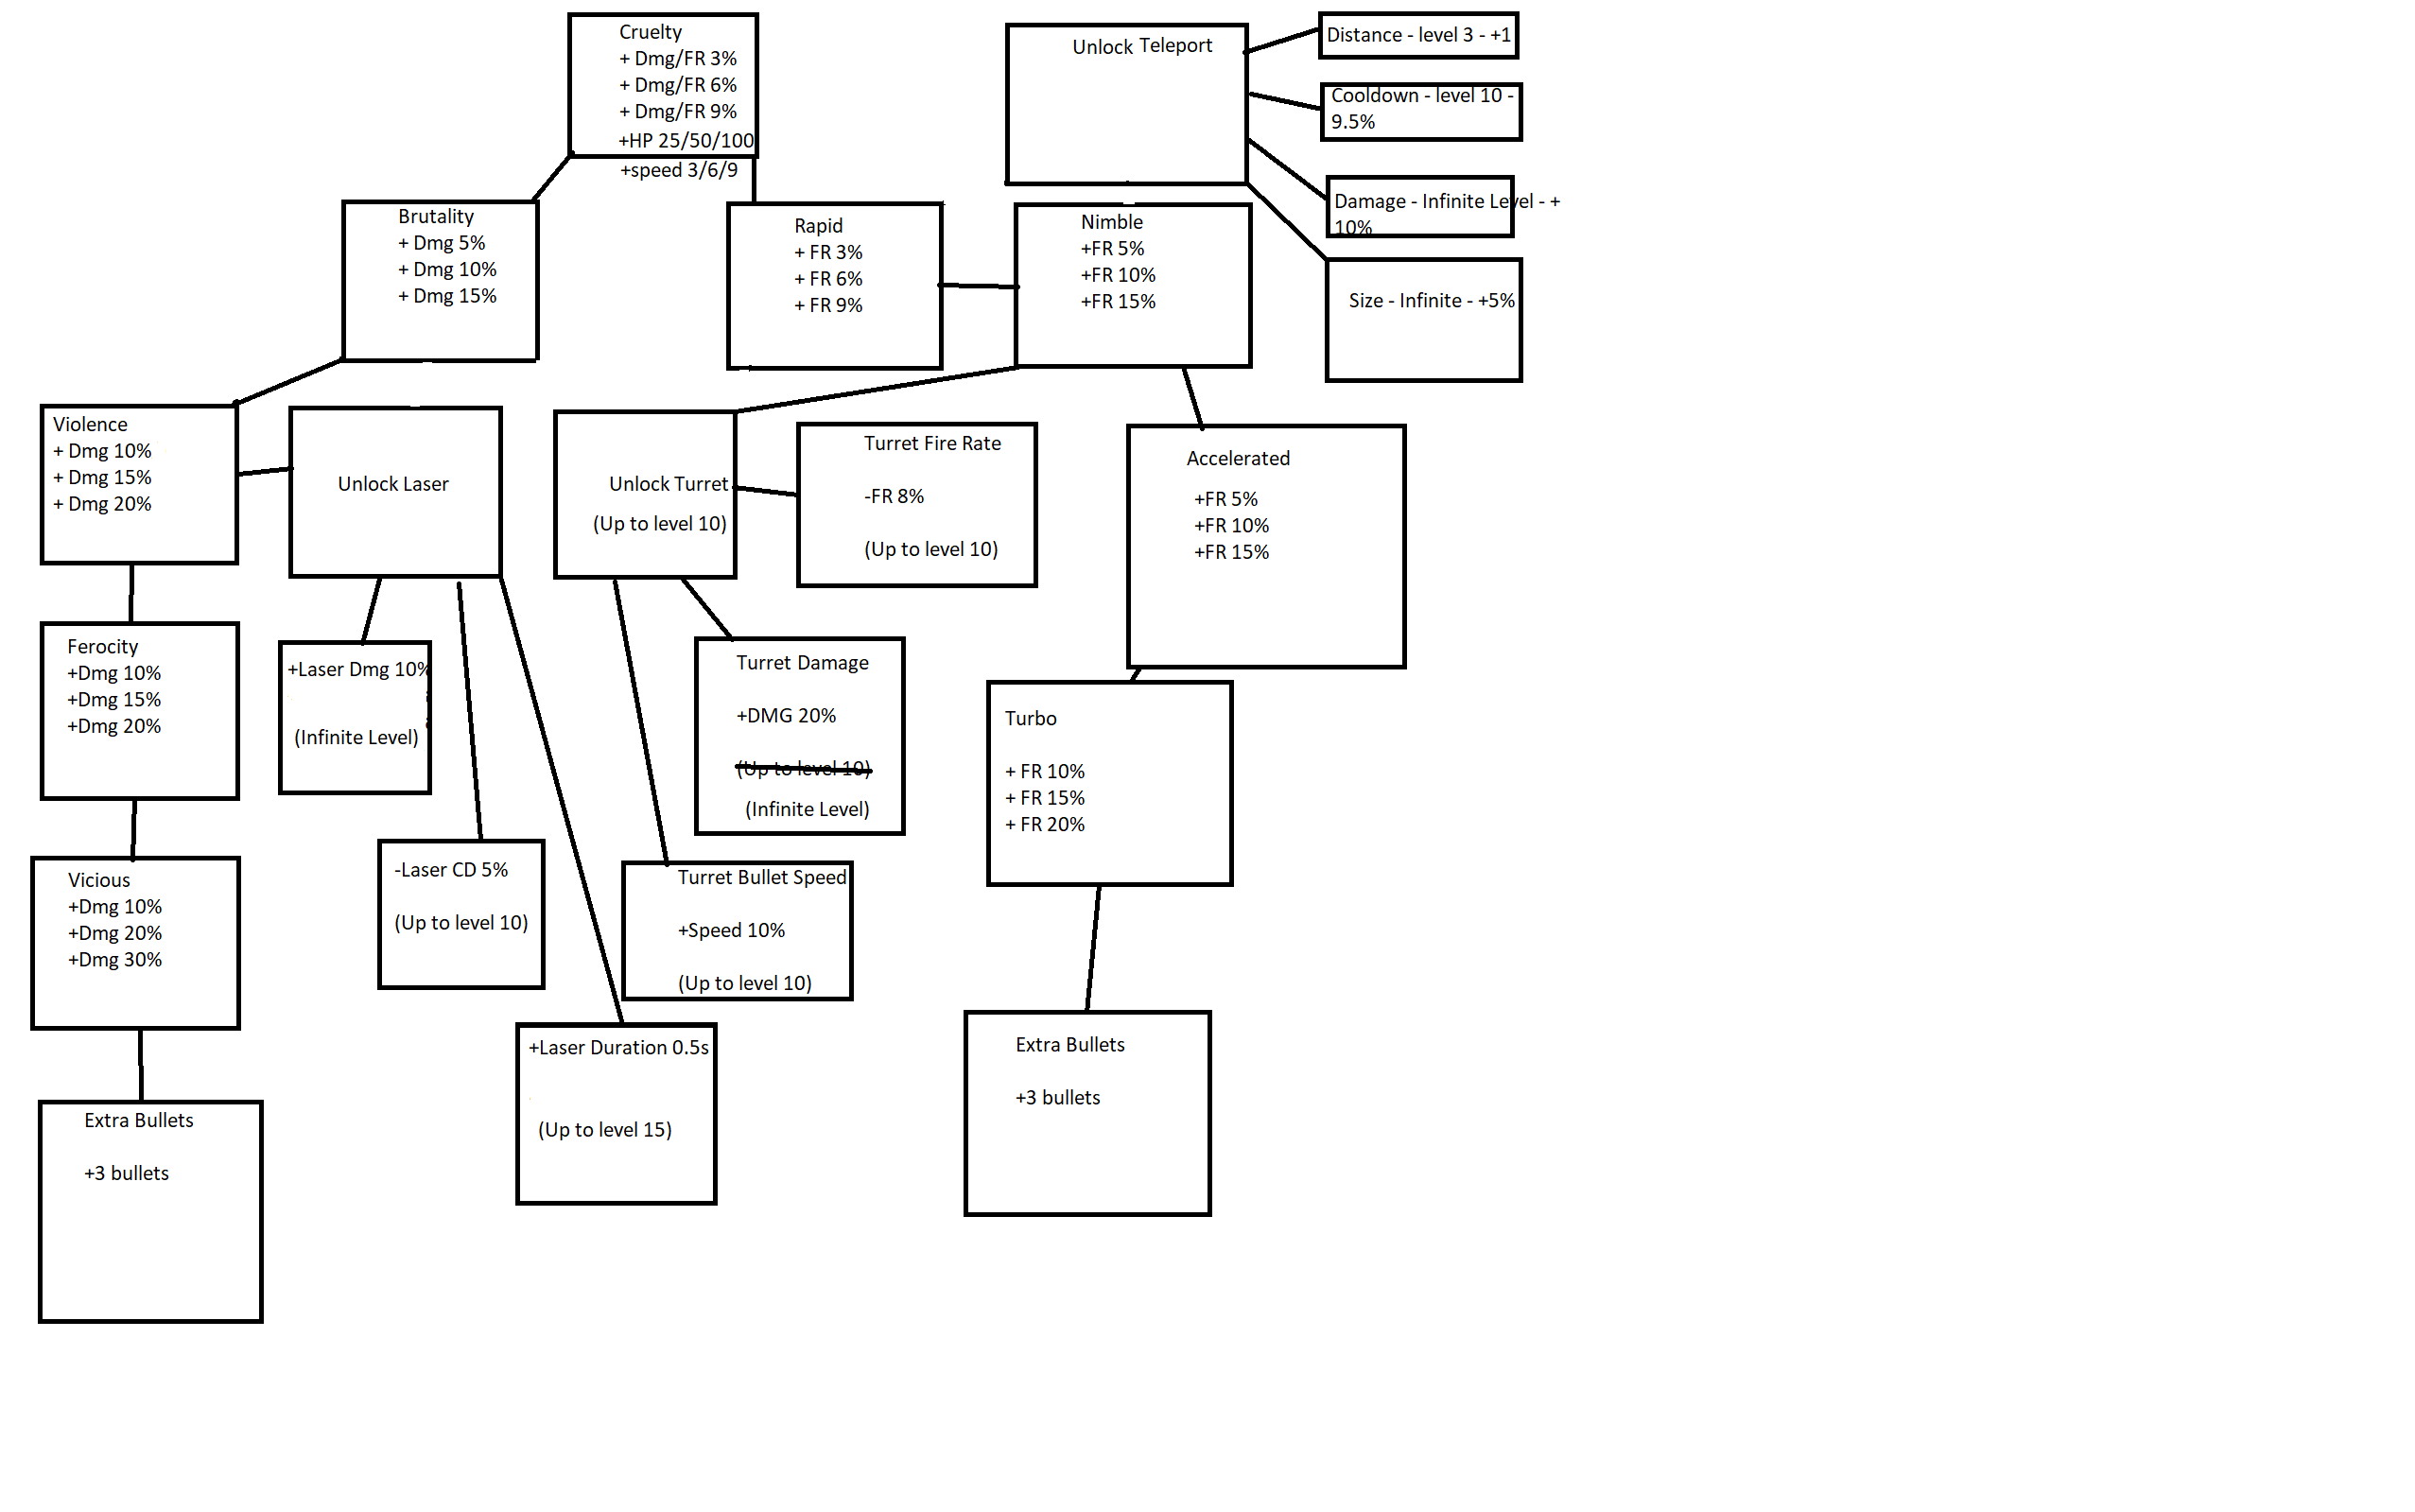 Cruelty
+ Dmg/FR 3%
+ Dmg/FR 6%
+ Dmg/FR 9%
+HP 25/50/100
+speed 3/6/9
Unlock Teleport
Distance - level 3 - +1
Cooldown - level 10 -
9.5%
Damage - Infinite Level - +
10%
Size - Infinite - +5%
Brutality
+ Dmg 5%
+ Dmg 10%
+ Dmg 15%
Rapid
+ FR 3%
+ FR 6%
+ FR 9%
Nimble
+FR 5%
+FR 10%
+FR 15%
Violence
+ Dmg 10%
+ Dmg 15%
+ Dmg 20%
Unlock Laser
Unlock Turret
(Up to level 10)
Turret Fire Rate
-FR 8%
(Up to level 10)
Accelerated
+FR 5%
+FR 10%
+FR 15%
Ferocity
+Dmg 10%
+Dmg 15%
+Dmg 20%
+Laser Dmg 10%
(Infinite Level)
Turret Damage
+DMG 20%
(Up to level 10)
(Infinite Level)
Turbo
+ FR 10%
+ FR 15%
+ FR 20%
Vicious
+Dmg 10%
+Dmg 20%
+Dmg 30%
-Laser CD 5%
(Up to level 10)
Turret Bullet Speed
+Speed 10%
(Up to level 10)
+Laser Duration 0.5s
(Up to level 15)
Extra Bullets
+3 bullets
Extra Bullets
+3 bullets